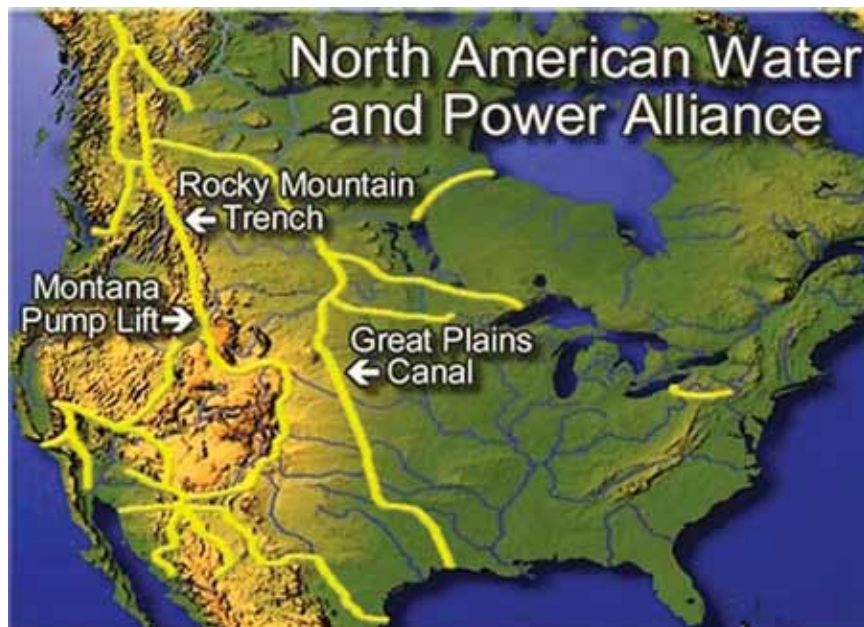 North American Water
and Power Alliance
Rocky Mountain
← Trench
Montana
Pump Lift →
Great Plains
← Canal